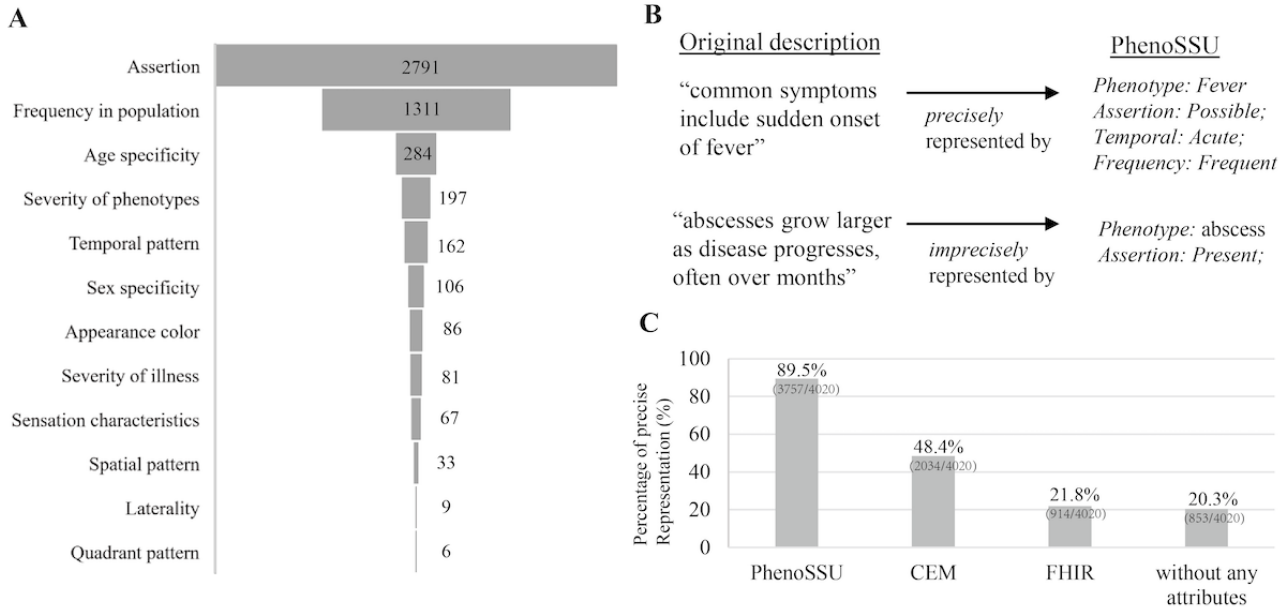 A
Assertion
2791
Frequency in population
1311
Age specificity
284
Severity of phenotypes
197
Temporal pattern
162
Sex specificity
106
Appearance color
86
Severity of illness
81
Sensation characteristics
67
Spatial pattern
33
Laterality
9
Quadrant pattern
6
B
Original description
PhenoSSU
“common symptoms
include sudden onset
of fever”
precisely
represented by
Phenotype: Fever
Assertion: Possible;
Temporal: Acute;
Frequency: Frequent
“abscesses grow larger
as disease progresses,
often over months”
imprecisely
represented by
Phenotype: abscess
Assertion: Present;
C
Percentage of precise
Representation (%)
100
80
60
40
20
0
89.5%
(3757/4020)
48.4%
(2034/4020)
21.8%
(914/4020)
20.3%
(853/4020)
PhenoSSU
CEM
FHIR
without any
attributes